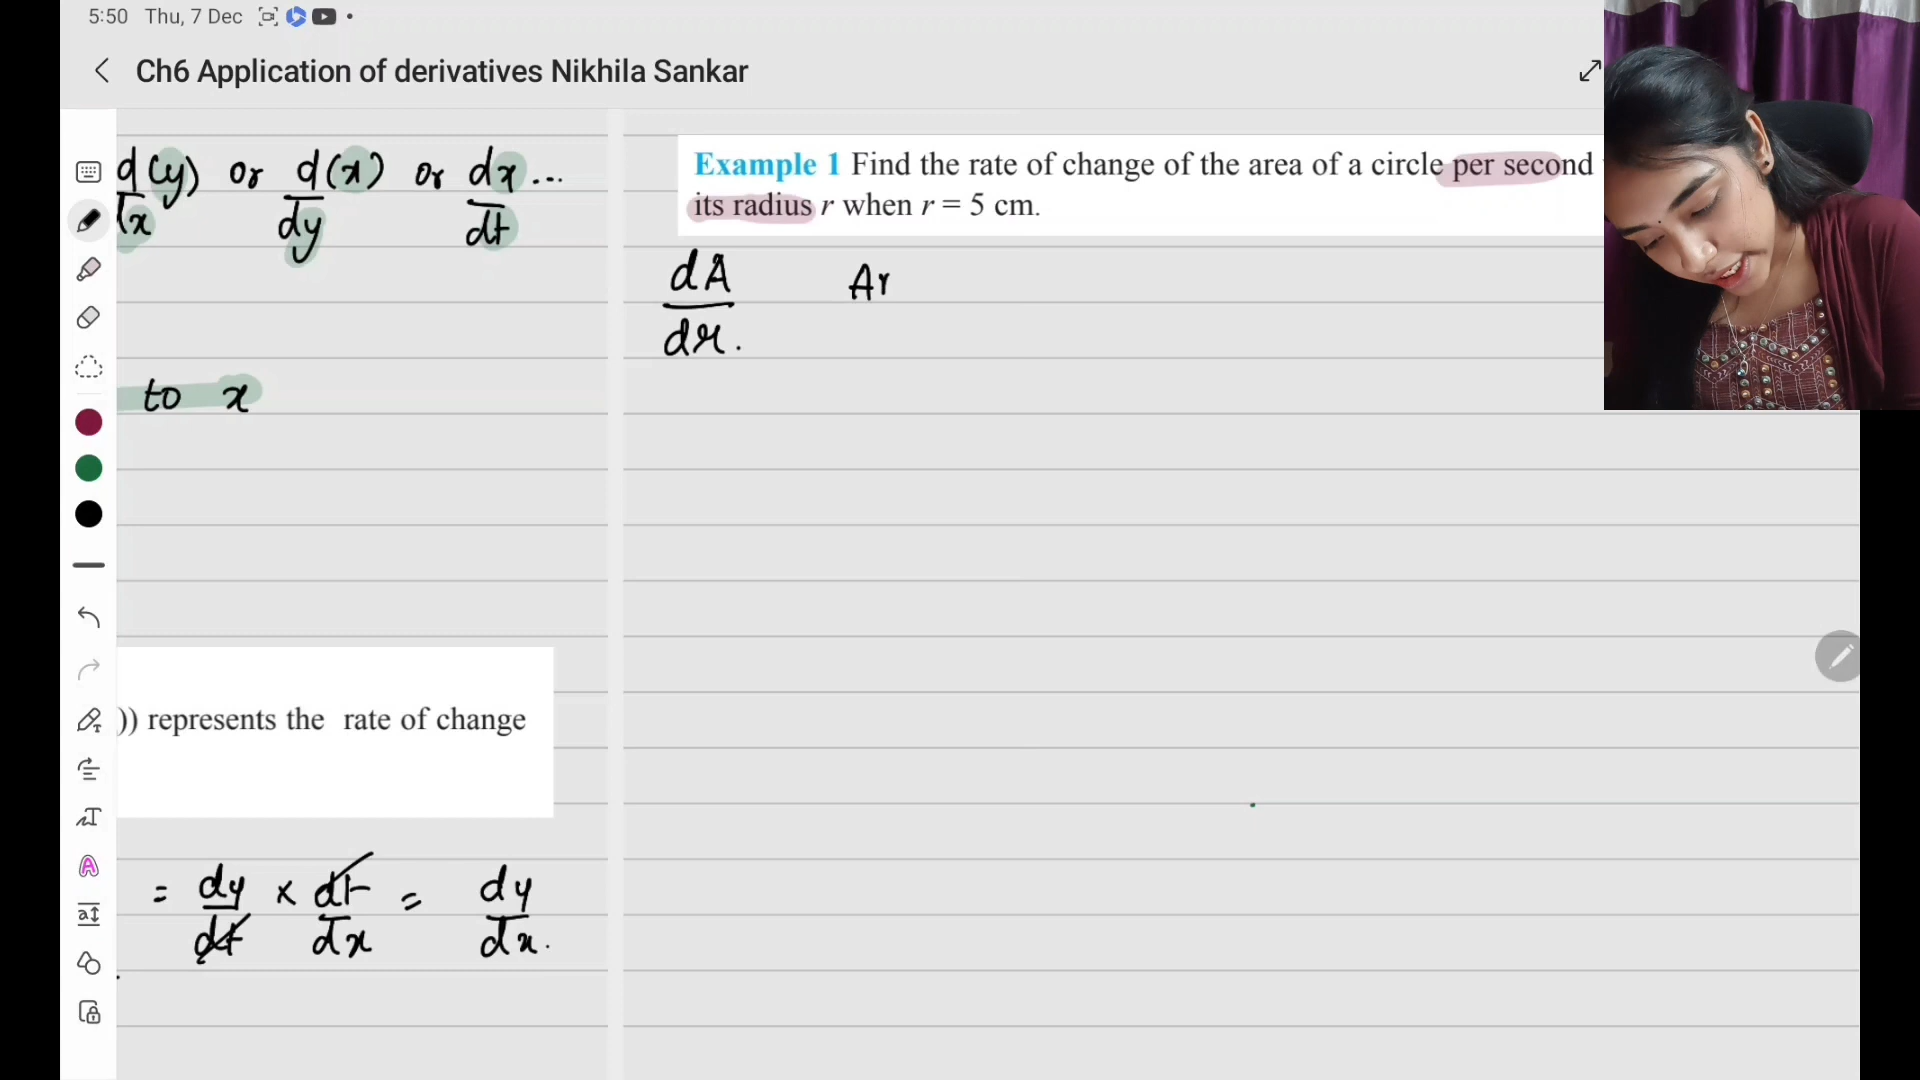 5:50 Thu, 7 Dec
Ch6 Application of derivatives Nikhila Sankar
d(y) or d(x) or dx...
dx dy dt
to x
)) represents the rate of change
= dy × dt = dy
dt dx dx.
Example 1 Find the rate of change of the area of a circle per second
its radius r when r = 5 cm.
dA Ar
dr.